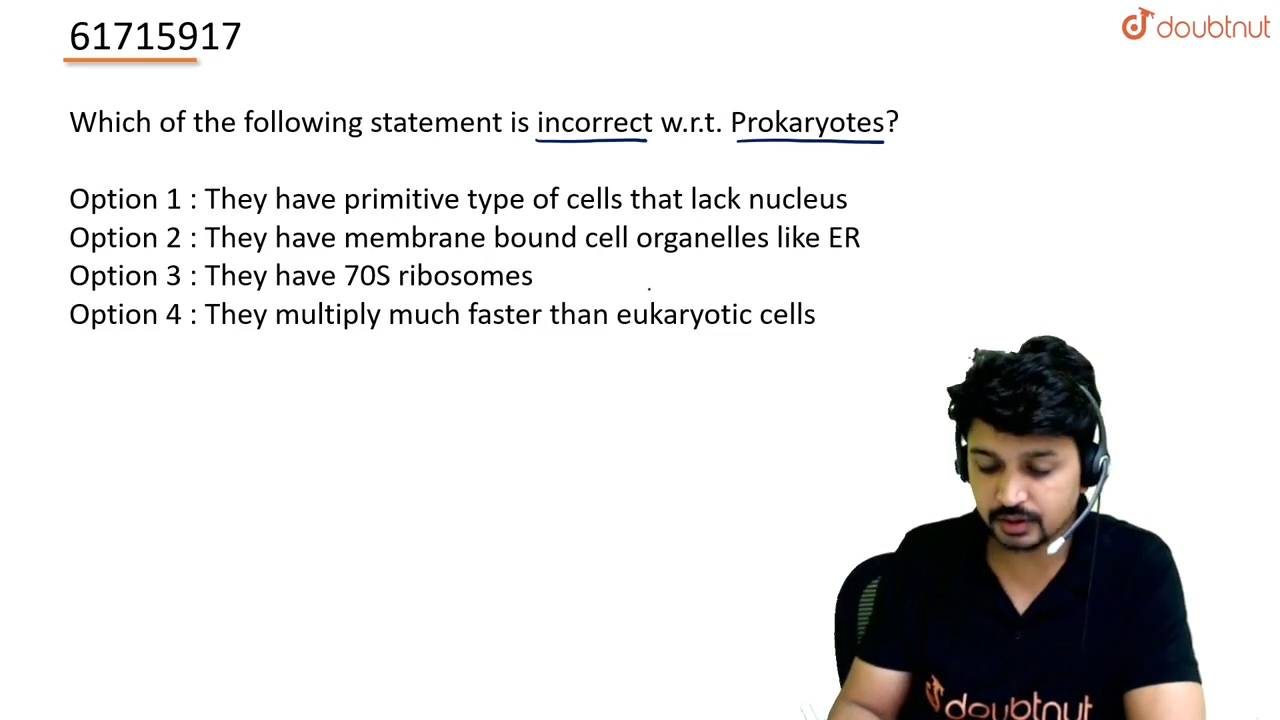 61715917
doubtnut
Which of the following statement is incorrect w.r.t. Prokaryotes?
Option 1 : They have primitive type of cells that lack nucleus
Option 2 : They have membrane bound cell organelles like ER
Option 3 : They have 70S ribosomes
Option 4 : They multiply much faster than eukaryotic cells
doubtnut